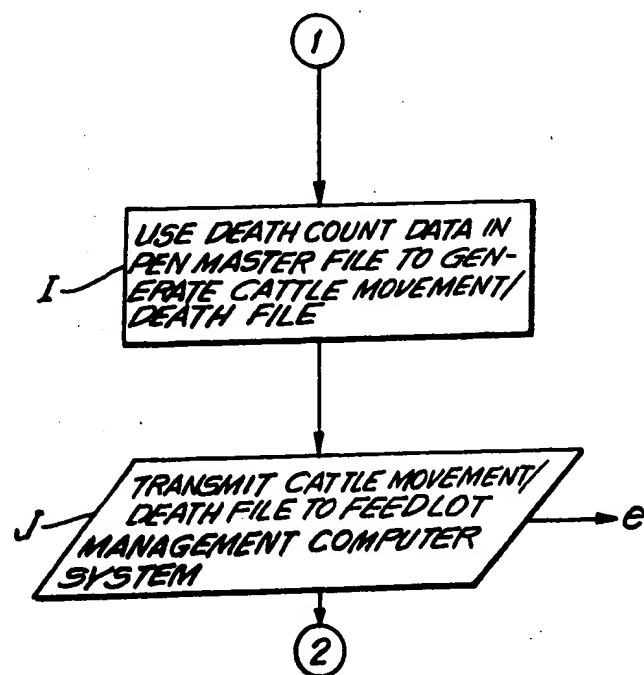 1
USE DEATH COUNT DATA IN
PEN MASTER FILE TO GEN-
ERATE CATTLE MOVEMENT/
DEATH FILE
I
TRANSMIT CATTLE MOVEMENT/
DEATH FILE TO FEEDLOT
MANAGEMENT COMPUTER
SYSTEM
J
e
2